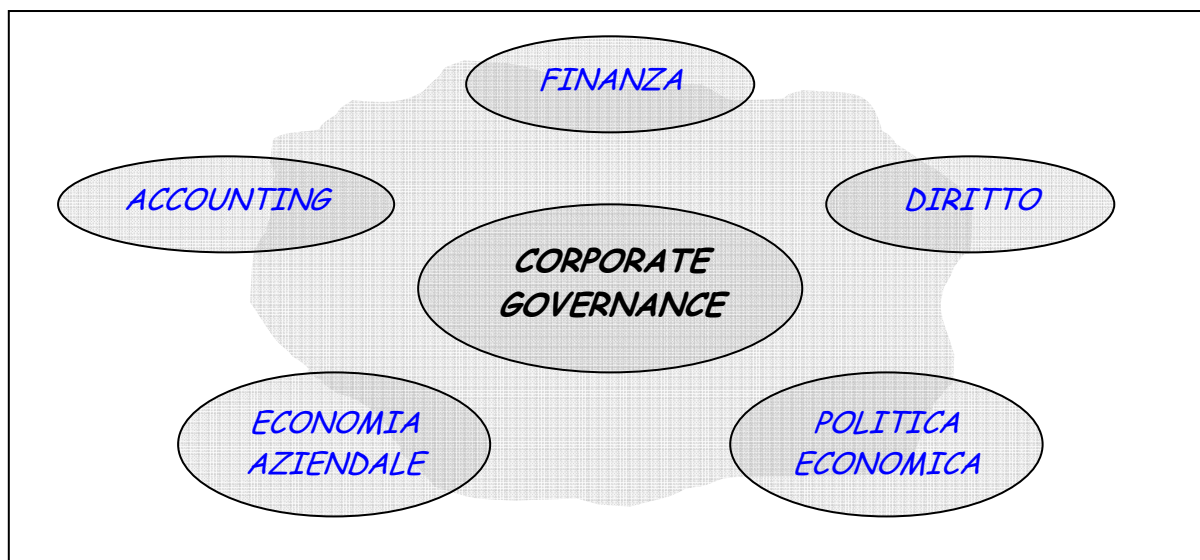 FINANZA
ACCOUNTING
DIRITTO
CORPORATE
GOVERNANCE
ECONOMIA
AZIENDALE
POLITICA
ECONOMICA